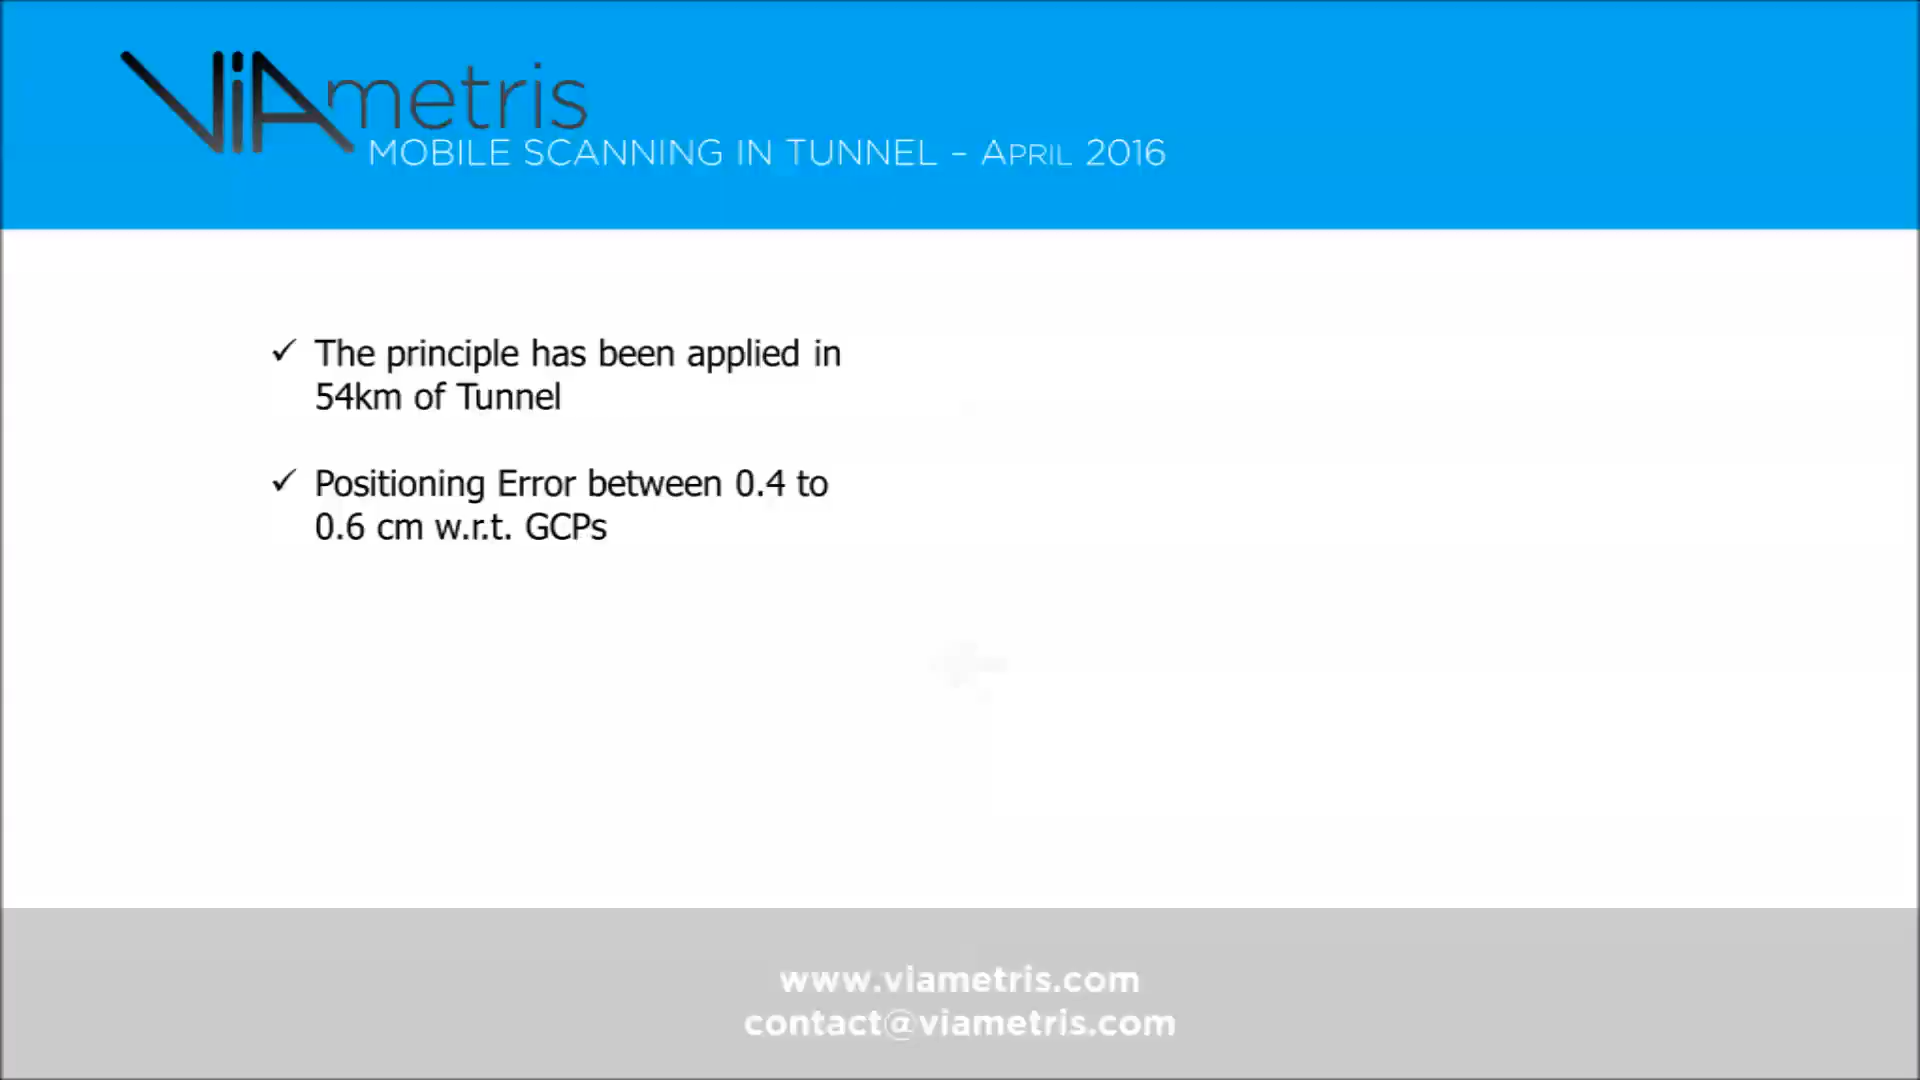 ViAmetris
MOBILE SCANNING IN TUNNEL – APRIL 2016
✓ The principle has been applied in
54km of Tunnel
✓ Positioning Error between 0.4 to
0.6 cm w.r.t. GCPs
www.viametris.com
contact@viametris.com